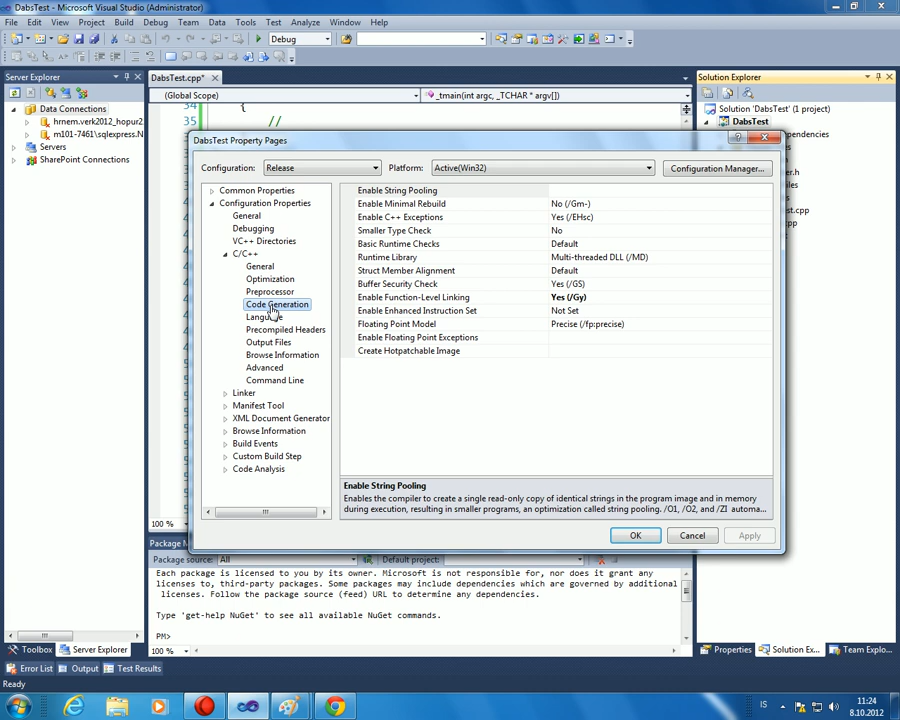 DabsTest - Microsoft Visual Studio (Administrator)
File Edit View Project Build Debug Team Data Tools Test Analyze Window Help
Debug
Server Explorer
DabsTest.cpp*
Solution Explorer
(Global Scope)
_tmain(int argc, _TCHAR * argv[])
Data Connections
hrnem.verk2012_hopur2
m101-7461\sqlexpress.N
Servers
SharePoint Connections
34 {
35 //
Solution 'DabsTest' (1 project)
DabsTest
DabsTest Property Pages
Configuration: Release Platform: Active(Win32) Configuration Manager...
Common Properties
Configuration Properties
General
Debugging
VC++ Directories
C/C++
General
Optimization
Preprocessor
Code Generation
Language
Precompiled Headers
Output Files
Browse Information
Advanced
Command Line
Linker
Manifest Tool
XML Document Generator
Browse Information
Build Events
Custom Build Step
Code Analysis
Enable String Pooling
Enable Minimal Rebuild No (/Gm-)
Enable C++ Exceptions Yes (/EHsc)
Smaller Type Check No
Basic Runtime Checks Default
Runtime Library Multi-threaded DLL (/MD)
Struct Member Alignment Default
Buffer Security Check Yes (/GS)
Enable Function-Level Linking Yes (/Gy)
Enable Enhanced Instruction Set Not Set
Floating Point Model Precise (/fp:precise)
Enable Floating Point Exceptions
Create Hotpatchable Image
Enable String Pooling
Enables the compiler to create a single read-only copy of identical strings in the program image and in memory
during execution, resulting in smaller programs, an optimization called string pooling. /O1, /O2, and /ZI automa...
OK Cancel Apply
100 %
Package source: All Default project:
Each package is licensed to you by its owner. Microsoft is not responsible for, nor does it grant any
licenses to, third-party packages. Some packages may include dependencies which are governed by additional
licenses. Follow the package source (feed) URL to determine any dependencies.
Type 'get-help NuGet' to see all available NuGet commands.
PM>
100 %
Toolbox Server Explorer
Properties Solution Ex... Team Explo...
Error List Output Test Results
Ready
IS
11:24
8.10.2012